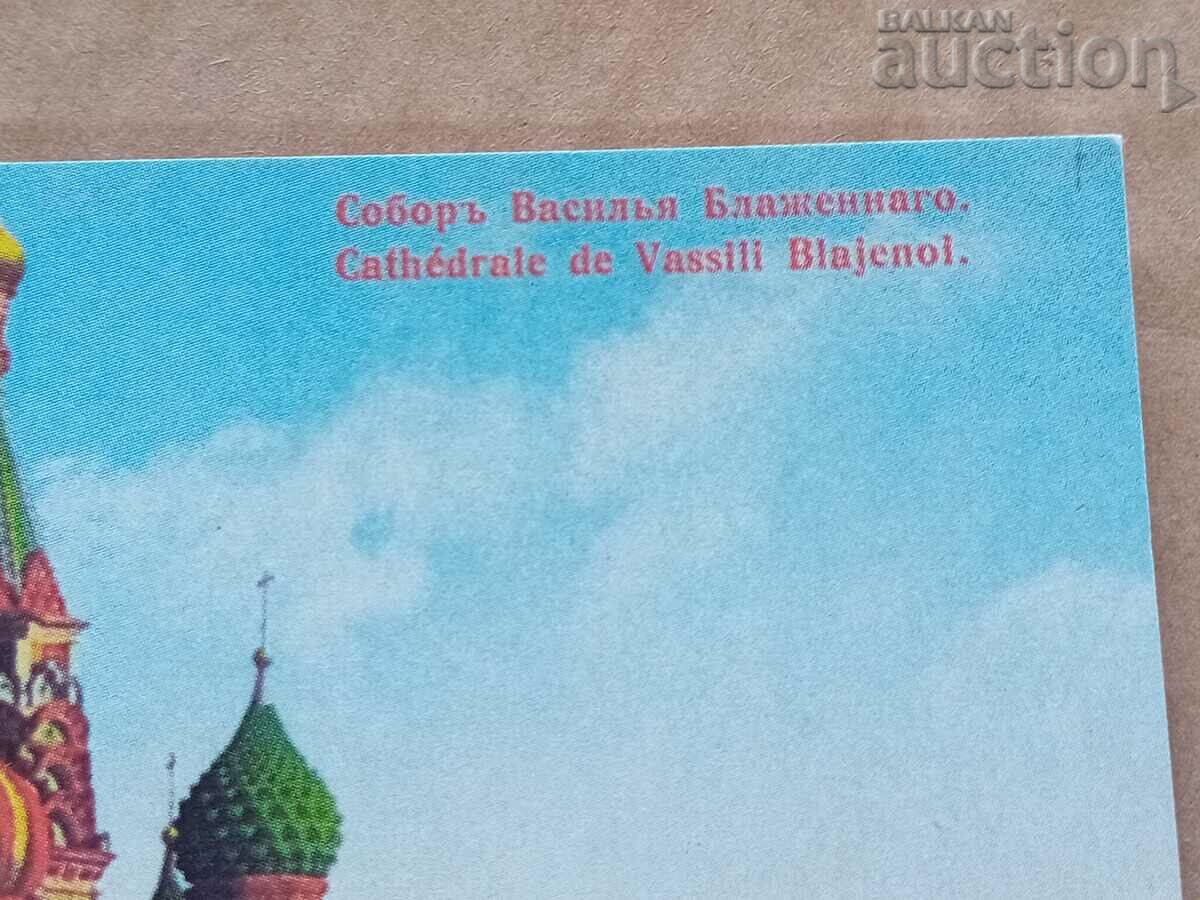 BALKAN
auction
Соборъ Василья Блаженнаго.
Cathédrale de Vassili Blajenoi.